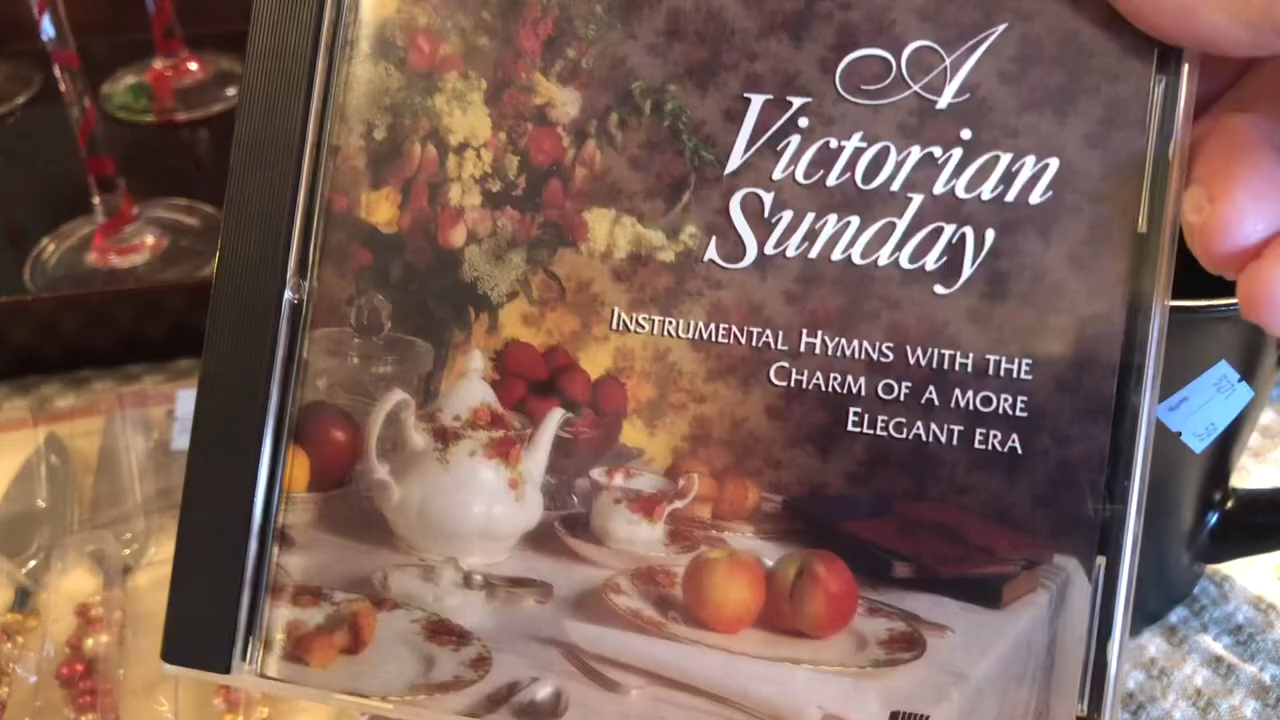 A
Victorian
Sunday
INSTRUMENTAL HYMNS WITH THE
CHARM OF A MORE
ELEGANT ERA